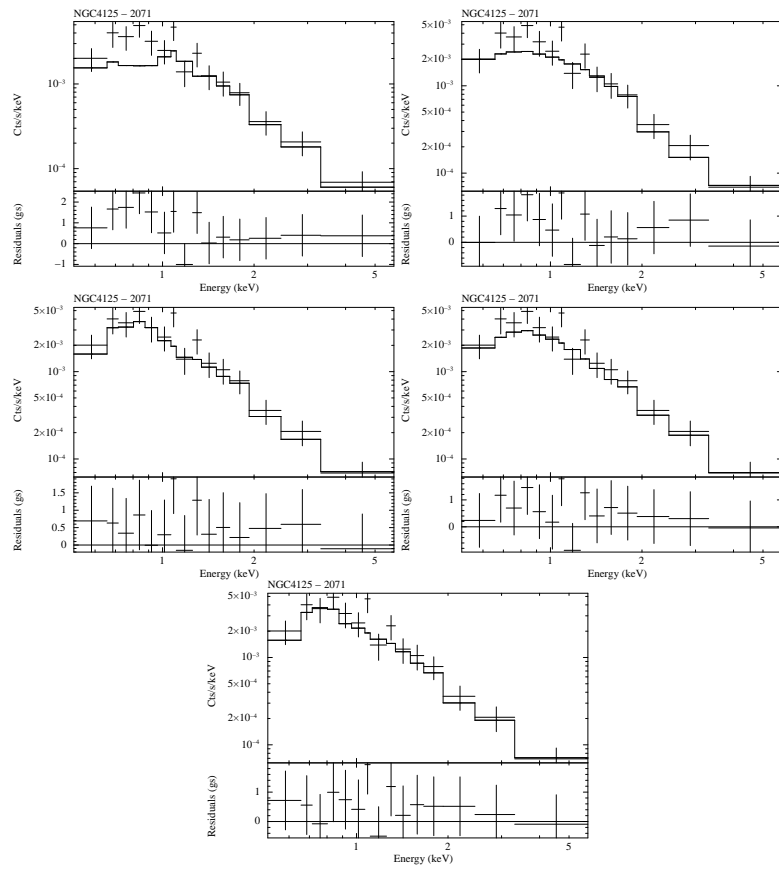 NGC4125 – 2071
Cts/s/keV
10⁻³
10⁻⁴
Residuals (gs)
2
1
0
−1
1
2
5
Energy (keV)
NGC4125 – 2071
Cts/s/keV
5×10⁻³
2×10⁻³
10⁻³
5×10⁻⁴
2×10⁻⁴
10⁻⁴
Residuals (gs)
1
0
1
2
5
Energy (keV)
NGC4125 – 2071
Cts/s/keV
5×10⁻³
2×10⁻³
10⁻³
5×10⁻⁴
2×10⁻⁴
10⁻⁴
Residuals (gs)
1.5
1
0.5
0
1
2
5
Energy (keV)
NGC4125 – 2071
Cts/s/keV
5×10⁻³
2×10⁻³
10⁻³
5×10⁻⁴
2×10⁻⁴
10⁻⁴
Residuals (gs)
1
0
1
2
5
Energy (keV)
NGC4125 – 2071
Cts/s/keV
5×10⁻³
2×10⁻³
10⁻³
5×10⁻⁴
2×10⁻⁴
10⁻⁴
Residuals (gs)
1
0
1
2
5
Energy (keV)